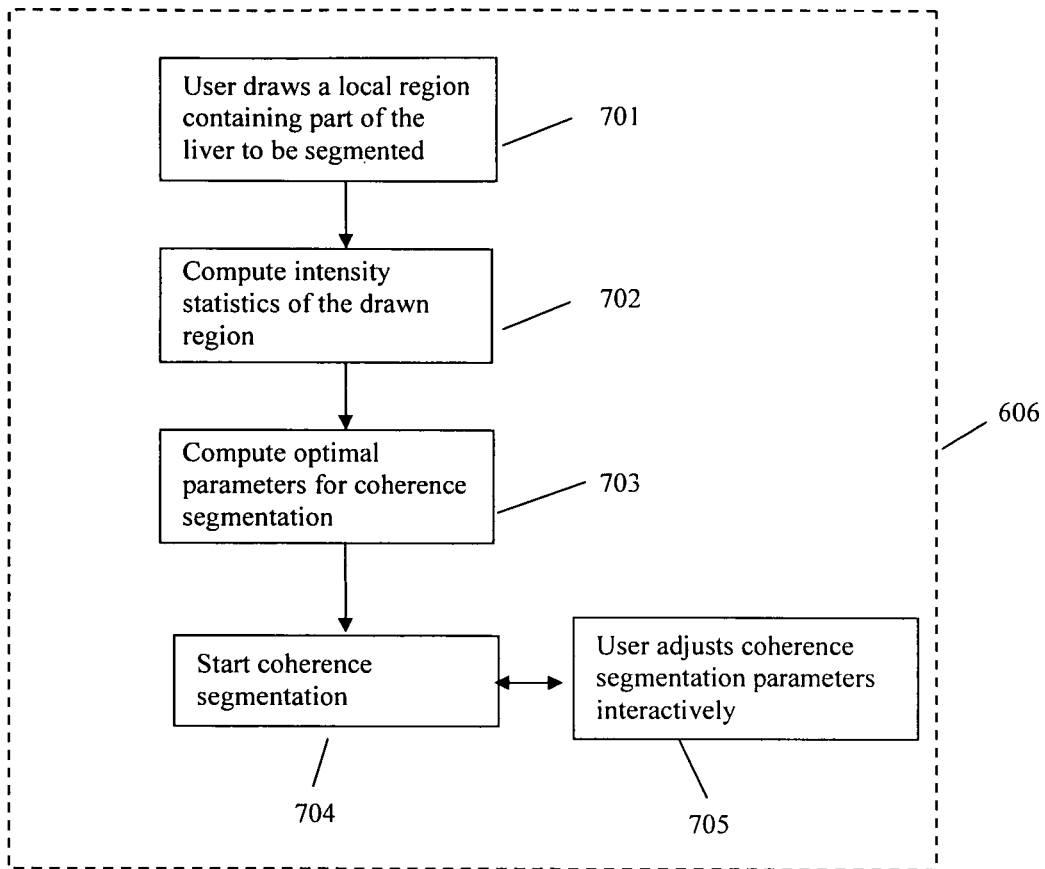 User draws a local region
containing part of the
liver to be segmented
701
Compute intensity
statistics of the drawn
region
702
606
Compute optimal
parameters for coherence
segmentation
703
Start coherence
segmentation
704
User adjusts coherence
segmentation parameters
interactively
705